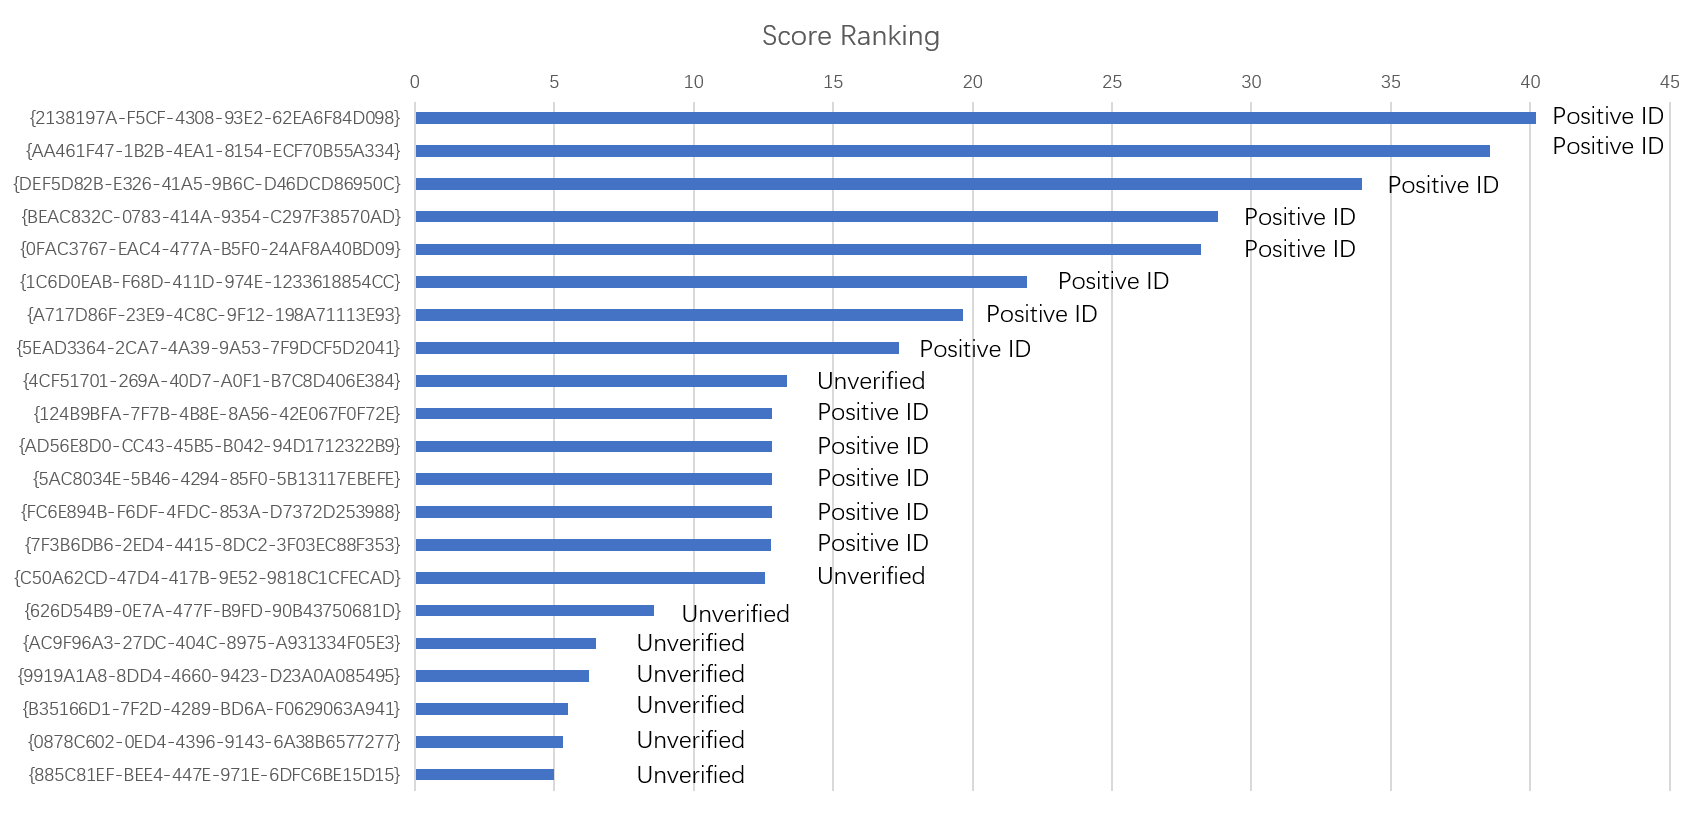 Score Ranking
0 5 10 15 20 25 30 35 40 45
{2138197A-F5CF-4308-93E2-62EA6F84D098} Positive ID
{AA461F47-1B2B-4EA1-8154-ECF70B55A334} Positive ID
{DEF5D82B-E326-41A5-9B6C-D46DCD86950C} Positive ID
{BEAC832C-0783-414A-9354-C297F38570AD} Positive ID
{0FAC3767-EAC4-477A-B5F0-24AF8A40BD09} Positive ID
{1C6D0EAB-F68D-411D-974E-1233618854CC} Positive ID
{A717D86F-23E9-4C8C-9F12-198A71113E93} Positive ID
{5EAD3364-2CA7-4A39-9A53-7F9DCF5D2041} Positive ID
{4CF51701-269A-40D7-A0F1-B7C8D406E384} Unverified
{124B9BFA-7F7B-4B8E-8A56-42E067F0F72E} Positive ID
{AD56E8D0-CC43-45B5-B042-94D1712322B9} Positive ID
{5AC8034E-5B46-4294-85F0-5B13117EBEFE} Positive ID
{FC6E894B-F6DF-4FDC-853A-D7372D253988} Positive ID
{7F3B6DB6-2ED4-4415-8DC2-3F03EC88F353} Positive ID
{C50A62CD-47D4-417B-9E52-9818C1CFECAD} Unverified
{626D54B9-0E7A-477F-B9FD-90B43750681D} Unverified
{AC9F96A3-27DC-404C-8975-A931334F05E3} Unverified
{9919A1A8-8DD4-4660-9423-D23A0A085495} Unverified
{B35166D1-7F2D-4289-BD6A-F0629063A941} Unverified
{0878C602-0ED4-4396-9143-6A38B6577277} Unverified
{885C81EF-BEE4-447E-971E-6DFC6BE15D15} Unverified